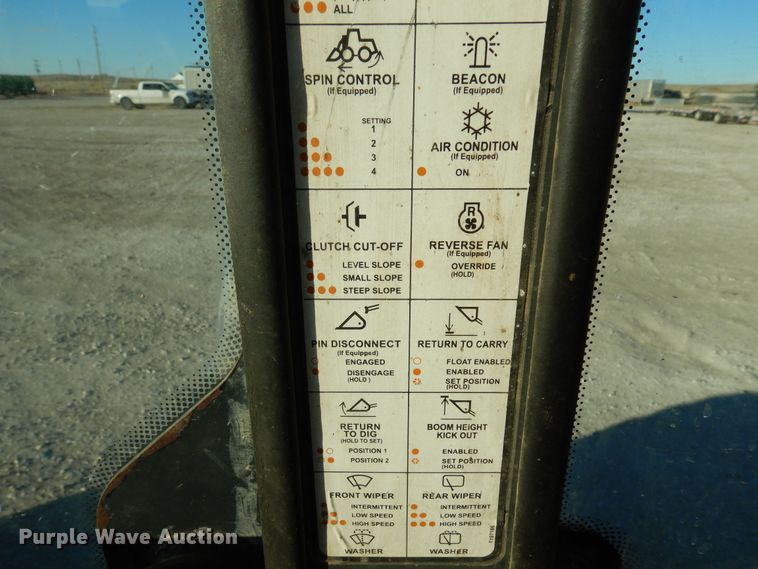 ALL
SPIN CONTROL
(If Equipped)
SETTING
1
2
3
4
BEACON
(If Equipped)
AIR CONDITION
(If Equipped)
ON
CLUTCH CUT-OFF
LEVEL SLOPE
SMALL SLOPE
STEEP SLOPE
R
REVERSE FAN
(If Equipped)
OVERRIDE
(HOLD)
PIN DISCONNECT
(If Equipped)
ENGAGED
DISENGAGE
(HOLD)
RETURN TO CARRY
FLOAT ENABLED
ENABLED
SET POSITION
(HOLD)
RETURN
TO DIG
(HOLD TO SET)
POSITION 1
POSITION 2
BOOM HEIGHT
KICK OUT
ENABLED
SET POSITION
(HOLD)
FRONT WIPER
INTERMITTENT
LOW SPEED
HIGH SPEED
WASHER
REAR WIPER
INTERMITTENT
LOW SPEED
HIGH SPEED
WASHER
Purple Wave Auction